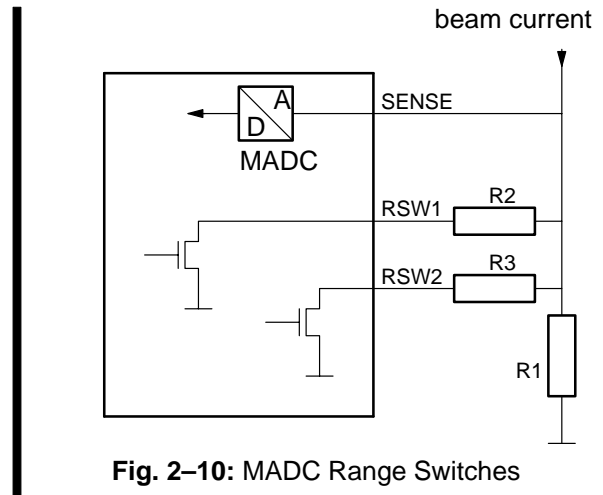 beam current
SENSE
A
D
MADC
RSW1
R2
RSW2
R3
R1
Fig. 2–10: MADC Range Switches